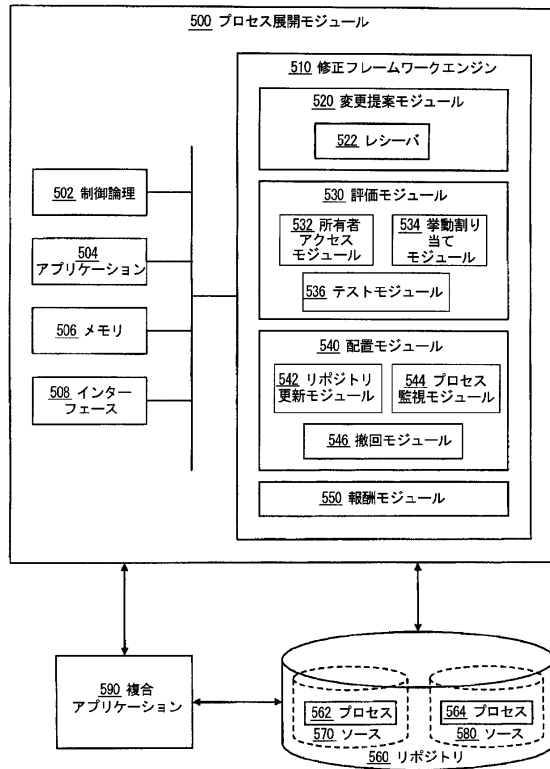 500 プロセス展開モジュール
510 修正フレームワークエンジン
520 変更提案モジュール
522 レシーバ
530 評価モジュール
532 所有者
アクセス
モジュール
534 挙動割り
当て
モジュール
536 テストモジュール
540 配置モジュール
542 リポジトリ
更新モジュール
544 プロセス
監視モジュール
546 撤回モジュール
550 報酬モジュール
502 制御論理
504
アプリケーション
506 メモリ
508 インター
フェース
590 複合
アプリケーション
562 プロセス
570 ソース
564 プロセス
580 ソース
560 リポジトリ